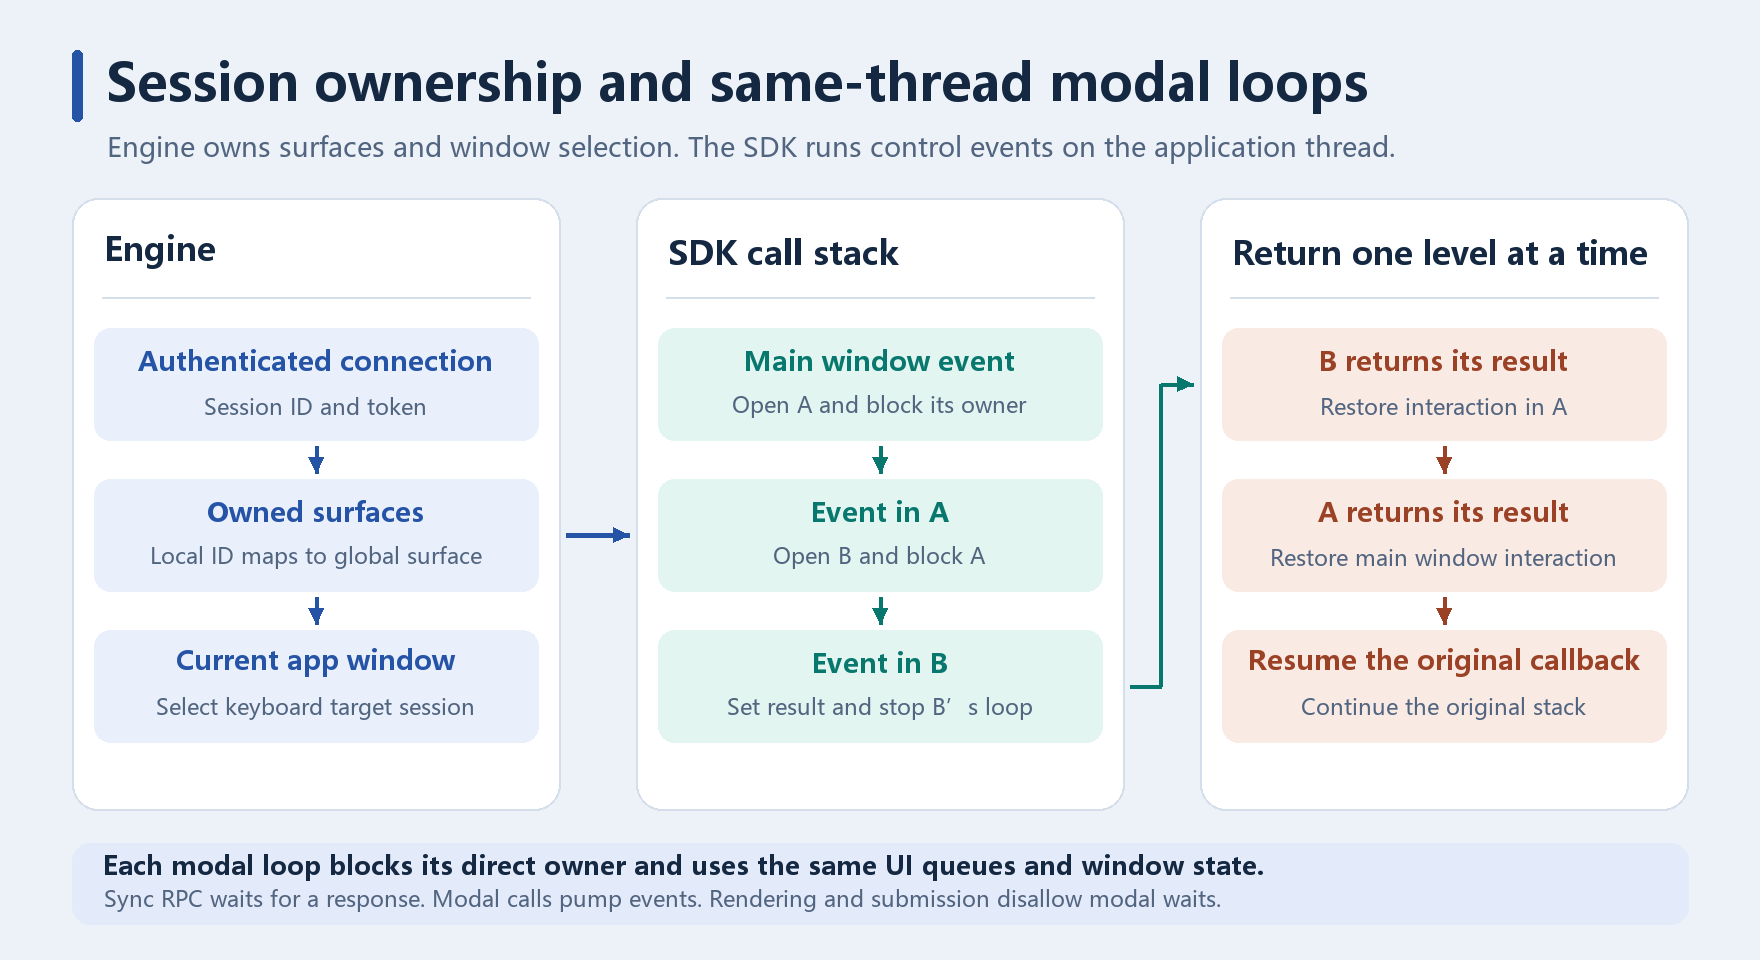 Session ownership and same-thread modal loops
Engine owns surfaces and window selection. The SDK runs control events on the application thread.
Engine
Authenticated connection
Session ID and token
Owned surfaces
Local ID maps to global surface
Current app window
Select keyboard target session
SDK call stack
Main window event
Open A and block its owner
Event in A
Open B and block A
Event in B
Set result and stop B’s loop
Return one level at a time
B returns its result
Restore interaction in A
A returns its result
Restore main window interaction
Resume the original callback
Continue the original stack
Each modal loop blocks its direct owner and uses the same UI queues and window state.
Sync RPC waits for a response. Modal calls pump events. Rendering and submission disallow modal waits.